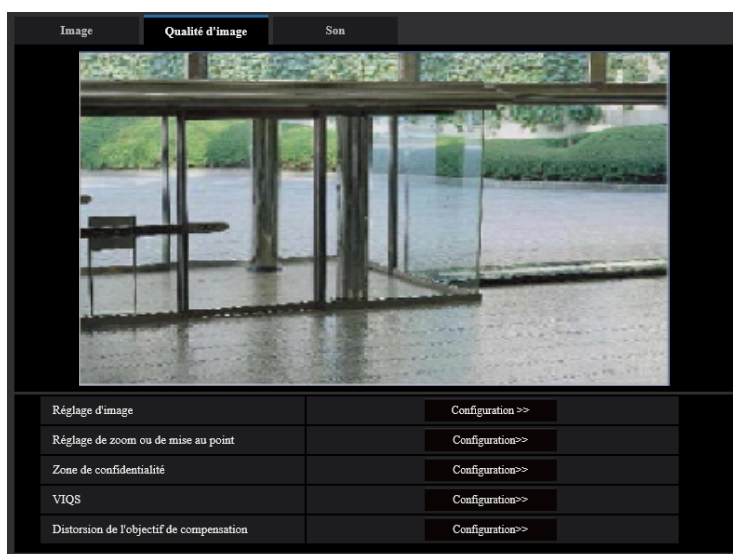 Image Qualité d'image Son
Réglage d'image Configuration >>
Réglage de zoom ou de mise au point Configuration>>
Zone de confidentialité Configuration>>
VIQS Configuration>>
Distorsion de l'objectif de compensation Configuration>>